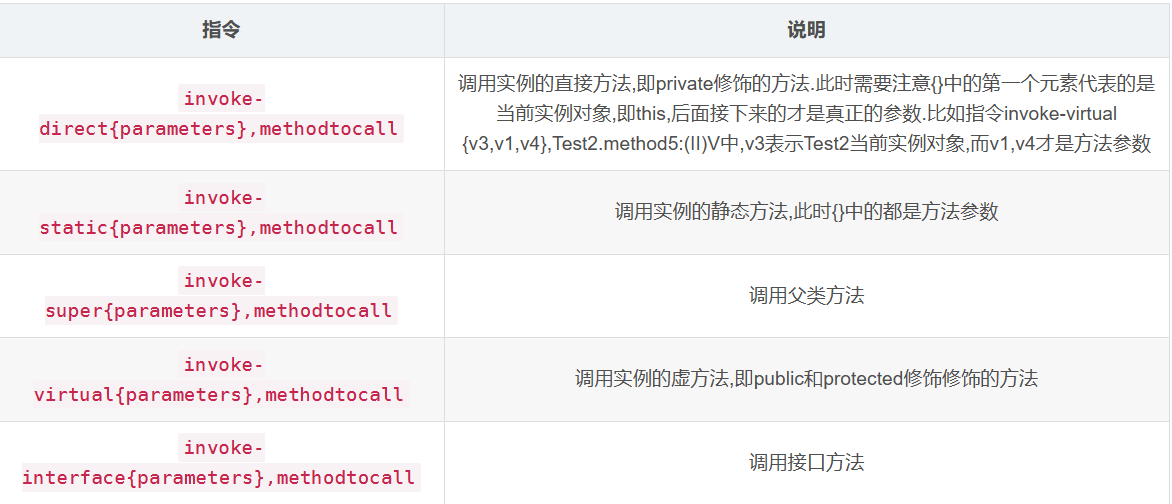 指令
说明
invoke-
direct{parameters},methodtocall
调用实例的直接方法,即private修饰的方法.此时需要注意{}中的第一个元素代表的是
当前实例对象,即this,后面接下来的才是真正的参数.比如指令invoke-virtual
{v3,v1,v4},Test2.method5:(II)V中,v3表示Test2当前实例对象,而v1,v4才是方法参数
invoke-
static{parameters},methodtocall
调用实例的静态方法,此时{}中的都是方法参数
invoke-
super{parameters},methodtocall
调用父类方法
invoke-
virtual{parameters},methodtocall
调用实例的虚方法,即public和protected修饰修饰的方法
invoke-
interface{parameters},methodtocall
调用接口方法